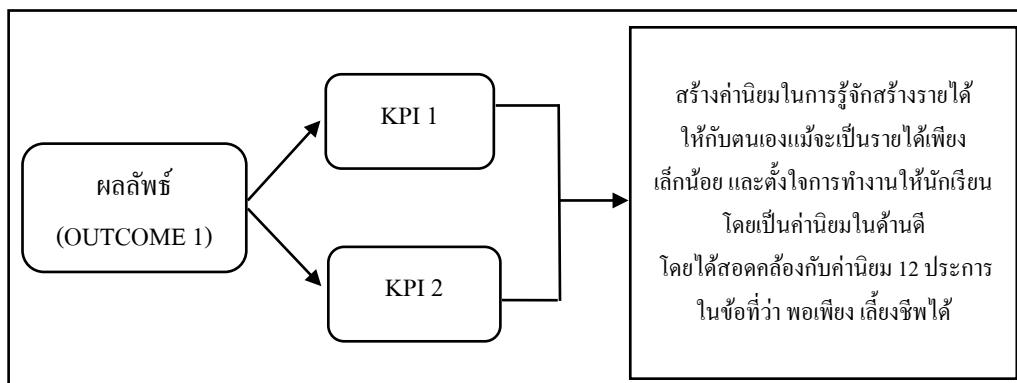 ผลลัพธ์
(OUTCOME 1)
KPI 1
KPI 2
สร้างค่านิยมในการรู้จักสร้างรายได้
ให้กับตนเองแม้จะเป็นรายได้เพียง
เล็กน้อย และตั้งใจการทำงานให้นักเรียน
โดยเป็นค่านิยมในด้านดี
โดยได้สอดคล้องกับค่านิยม 12 ประการ
ในข้อที่ว่า พอเพียง เลี้ยงชีพได้